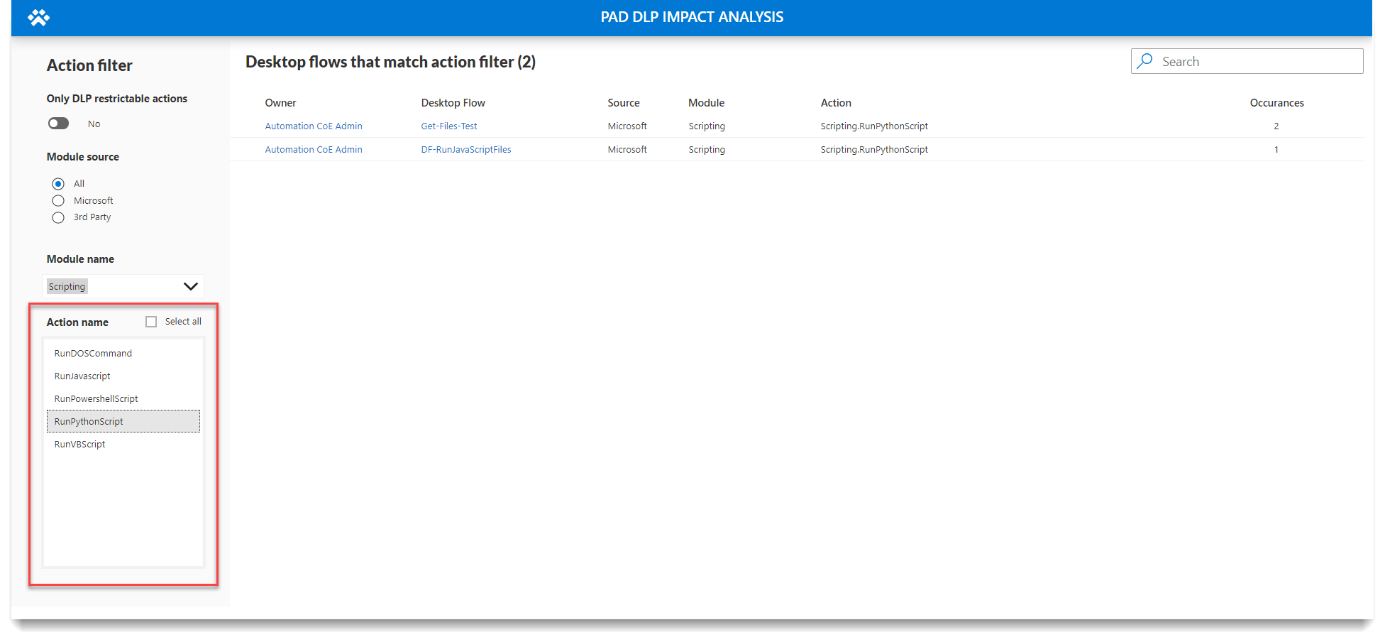 PAD DLP IMPACT ANALYSIS
Action filter
Only DLP restrictable actions
No
Module source
All
Microsoft
3rd Party
Module name
Scripting
Action name Select all
RunDOSCommand
RunJavascript
RunPowershellScript
RunPythonScript
RunVBScript
Desktop flows that match action filter (2)
Search
Owner Desktop Flow Source Module Action Occurances
Automation CoE Admin Get-Files-Test Microsoft Scripting Scripting.RunPythonScript 2
Automation CoE Admin DF-RunJavaScriptFiles Microsoft Scripting Scripting.RunPythonScript 1